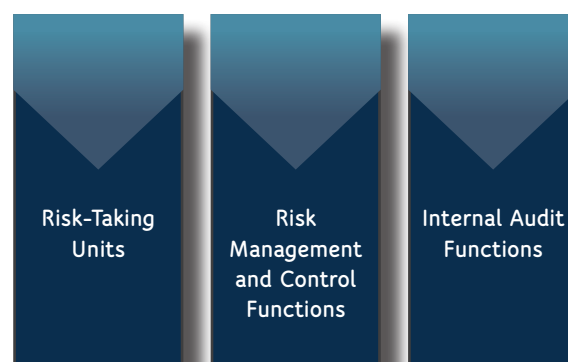 Risk-Taking
Units
Risk
Management
and Control
Functions
Internal Audit
Functions